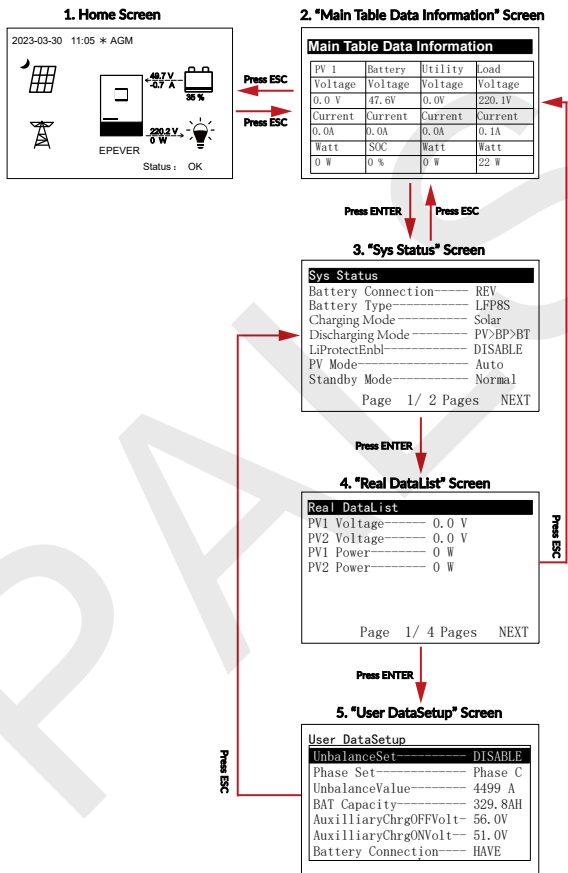 1. Home Screen
2023-03-30 11:05 ✳ AGM
49.7 V
-0.7 A
35 %
220.2 V
0 W
EPEVER
Status : OK
Press ESC
Press ESC
2. “Main Table Data Information” Screen
Main Table Data Information
PV 1 Battery Utility Load
Voltage Voltage Voltage Voltage
0.0 V 47.6V 0.0V 220.1V
Current Current Current Current
0.0A 0.0A 0.0A 0.1A
Watt SOC Watt Watt
0 W 0 % 0 W 22 W
Press ENTER
Press ESC
3. “Sys Status” Screen
Sys Status
Battery Connection----- REV
Battery Type----------- LFP8S
Charging Mode ---------- Solar
Discharging Mode -------- PV>BP>BT
LiProtectEnbl------------ DISABLE
PV Mode---------------- Auto
Standby Mode----------- Normal
Page 1/ 2 Pages NEXT
Press ENTER
4. “Real DataList” Screen
Real DataList
PV1 Voltage------ 0.0 V
PV2 Voltage------ 0.0 V
PV1 Power-------- 0 W
PV2 Power-------- 0 W
Page 1/ 4 Pages NEXT
Press ESC
Press ENTER
5. “User DataSetup” Screen
User DataSetup
UnbalanceSet---------- DISABLE
Phase Set------------- Phase C
UnbalanceValue-------- 4499 A
BAT Capacity---------- 329.8AH
AuxilliaryChrgOFFVolt- 56.0V
AuxilliaryChrgONVolt-- 51.0V
Battery Connection---- HAVE
Press ESC